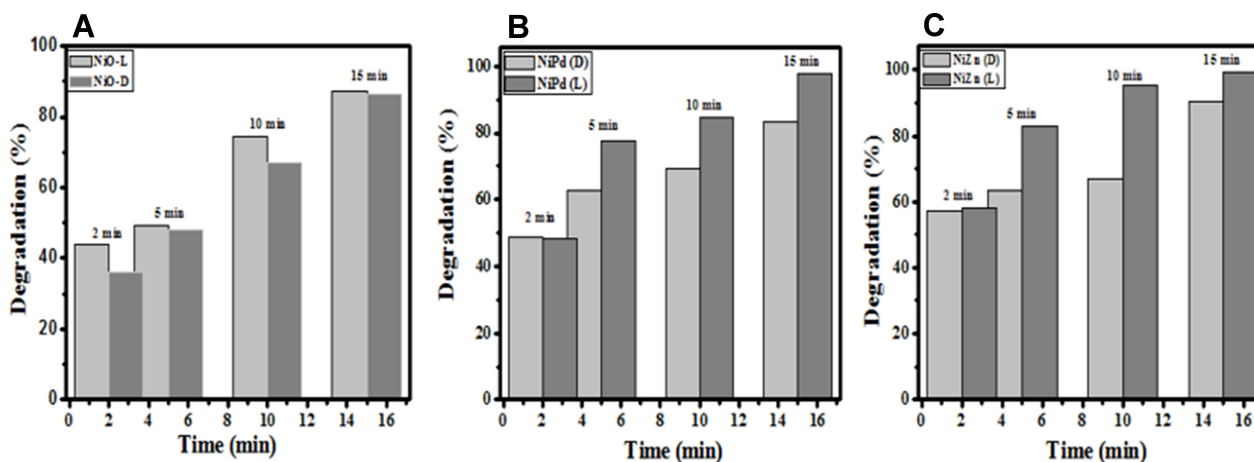 A
Degradation (%)
100
80
60
40
20
0
NiO-L
NiO-D
2 min
5 min
10 min
15 min
0 2 4 6 8 10 12 14 16
Time (min)
B
Degradation (%)
100
80
60
40
20
0
NiPd (D)
NiPd (L)
2 min
5 min
10 min
15 min
0 2 4 6 8 10 12 14 16
Time (min)
C
Degradation (%)
100
80
60
40
20
0
NiZn (D)
NiZn (L)
2 min
5 min
10 min
15 min
0 2 4 6 8 10 12 14 16
Time (min)